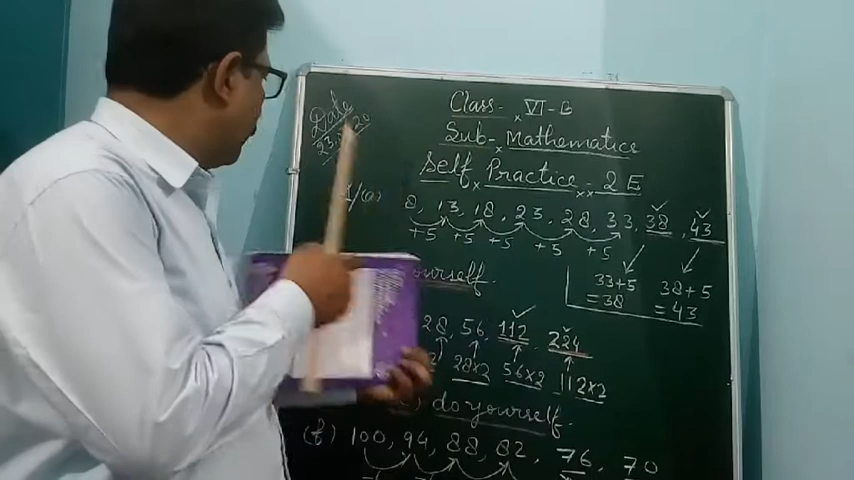 Date
Class - VI - B
Sub - Mathematics
Self Practice - 2E
1/(a) 8, 13, 18, 23, 28, 33, 38, 43
+5 +5 +5 +5 +5
33+5 38+5
=38 =43
yourself
28, 56, 112, 224
28x2 56x2 112x2
do yourself
(f) 100, 94, 88, 82, 76, 70